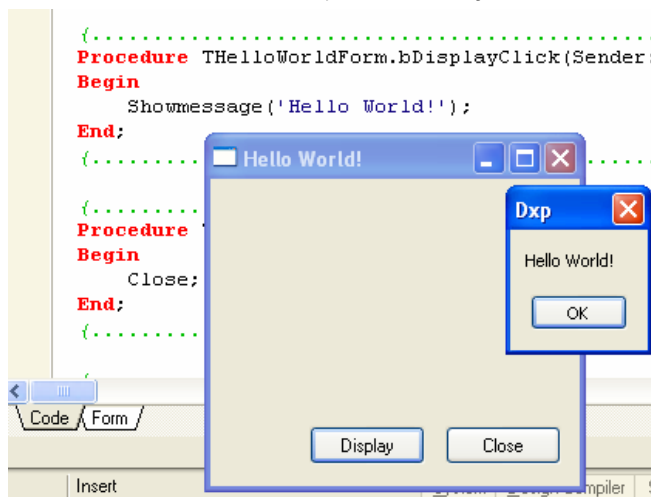 {..............................................
Procedure THelloWorldForm.bDisplayClick(Sender:
Begin
Showmessage('Hello World!');
End;
{.........
Hello World!
{.........
Dxp
Procedure
Begin
Hello World!
Close;
OK
End;
{.........
Code
Form
Display
Close
Insert